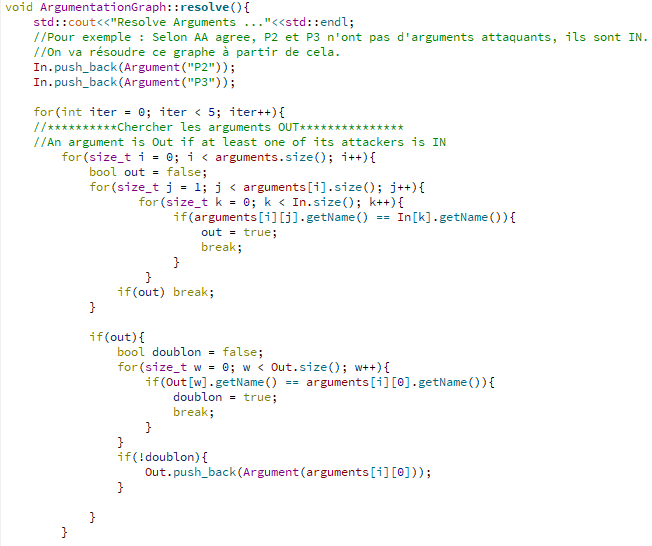 void ArgumentationGraph::resolve(){
    std::cout<<"Resolve Arguments ..."<<std::endl;
    //Pour exemple : Selon AA agree, P2 et P3 n'ont pas d'arguments attaquants, ils sont IN.
    //On va résoudre ce graphe à partir de cela.
    In.push_back(Argument("P2"));
    In.push_back(Argument("P3"));

    for(int iter = 0; iter < 5; iter++){
    //**********Chercher les arguments OUT***************
    //An argument is Out if at least one of its attackers is IN
        for(size_t i = 0; i < arguments.size(); i++){
            bool out = false;
            for(size_t j = 1; j < arguments[i].size(); j++){
                   for(size_t k = 0; k < In.size(); k++){
                        if(arguments[i][j].getName() == In[k].getName()){
                            out = true;
                            break;
                        }
                    }
                if(out) break;
            }

            if(out){
                bool doublon = false;
                for(size_t w = 0; w < Out.size(); w++){
                    if(Out[w].getName() == arguments[i][0].getName()){
                        doublon = true;
                        break;
                    }
                }
                if(!doublon){
                    Out.push_back(Argument(arguments[i][0]));
                }

            }
        }